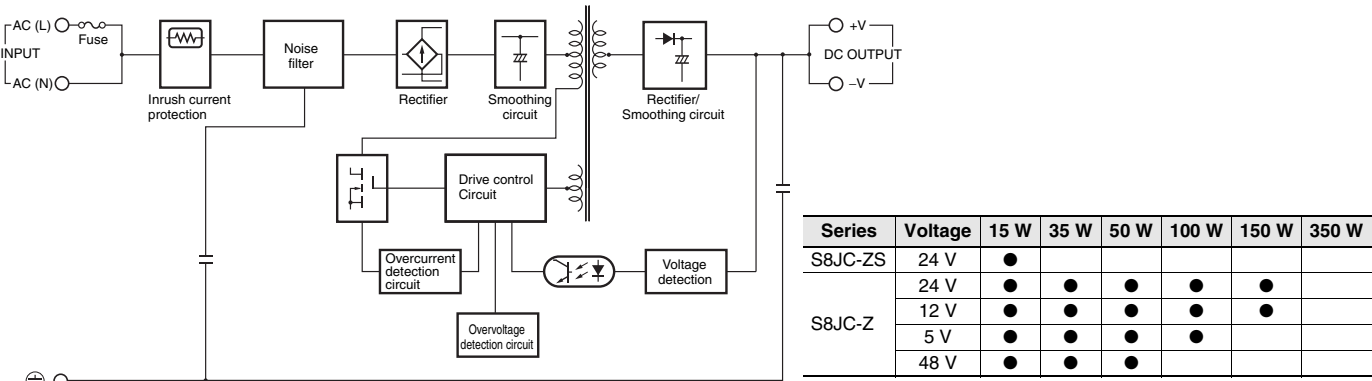 AC (L)
Fuse
INPUT
AC (N)
Inrush current
protection
Noise
filter
Rectifier
Smoothing
circuit
Rectifier/
Smoothing circuit
+V
DC OUTPUT
–V
Drive control
Circuit
Overcurrent
detection
circuit
Voltage
detection
Overvoltage
detection circuit
Series Voltage 15 W 35 W 50 W 100 W 150 W 350 W
S8JC-ZS 24 V ●
S8JC-Z 24 V ● ● ● ● ●
12 V ● ● ● ● ●
5 V ● ● ● ●
48 V ● ● ●